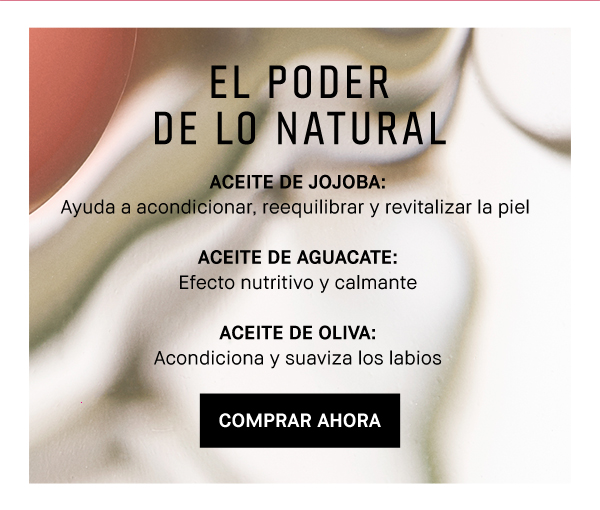 EL PODER
DE LO NATURAL
ACEITE DE JOJOBA:
Ayuda a acondicionar, reequilibrar y revitalizar la piel
ACEITE DE AGUACATE:
Efecto nutritivo y calmante
ACEITE DE OLIVA:
Acondiciona y suaviza los labios
COMPRAR AHORA